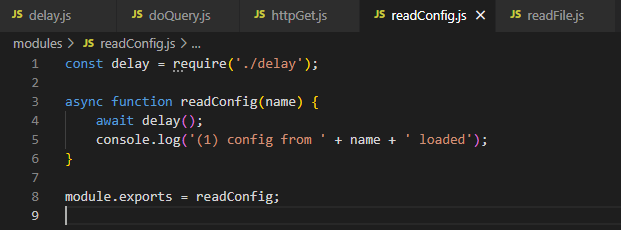 JS delay.js JS doQuery.js JS httpGet.js JS readConfig.js × JS readFile.js
modules > JS readConfig.js > ...
1 const delay = require('./delay');
2
3 async function readConfig(name) {
4     await delay();
5     console.log('(1) config from ' + name + ' loaded');
6 }
7
8 module.exports = readConfig;
9